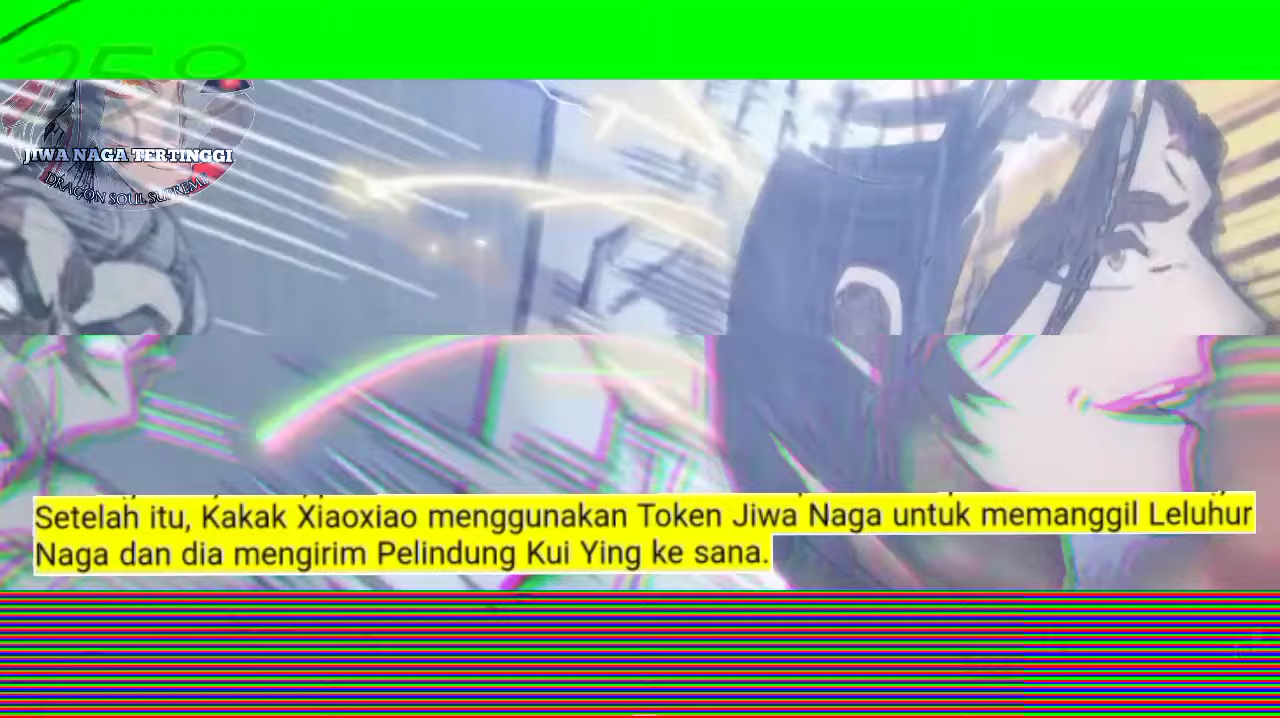 258
JIWA NAGA TERTINGGI
DRAGON SOUL SUPREME
Setelah itu, Kakak Xiaoxiao menggunakan Token Jiwa Naga untuk memanggil Leluhur
Naga dan dia mengirim Pelindung Kui Ying ke sana.